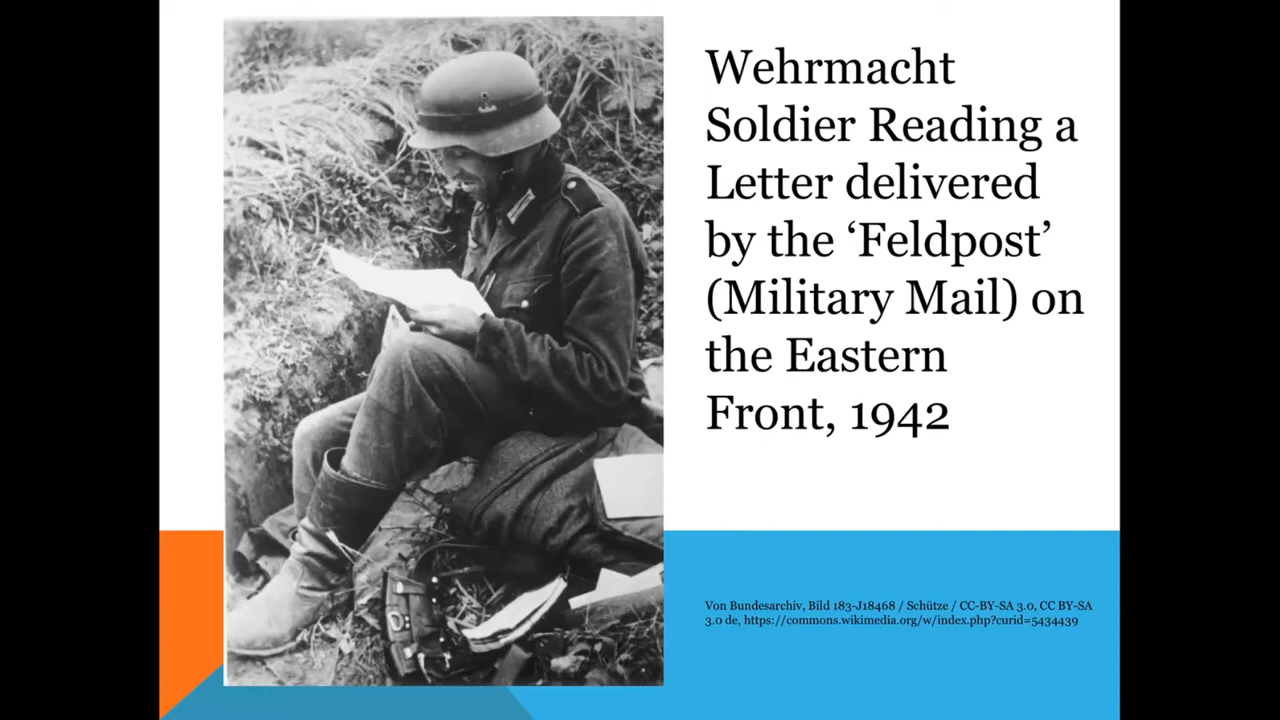 Wehrmacht
Soldier Reading a
Letter delivered
by the ‘Feldpost’
(Military Mail) on
the Eastern
Front, 1942
Von Bundesarchiv, Bild 183-J18468 / Schütze / CC-BY-SA 3.0, CC BY-SA
3.0 de, https://commons.wikimedia.org/w/index.php?curid=5434439